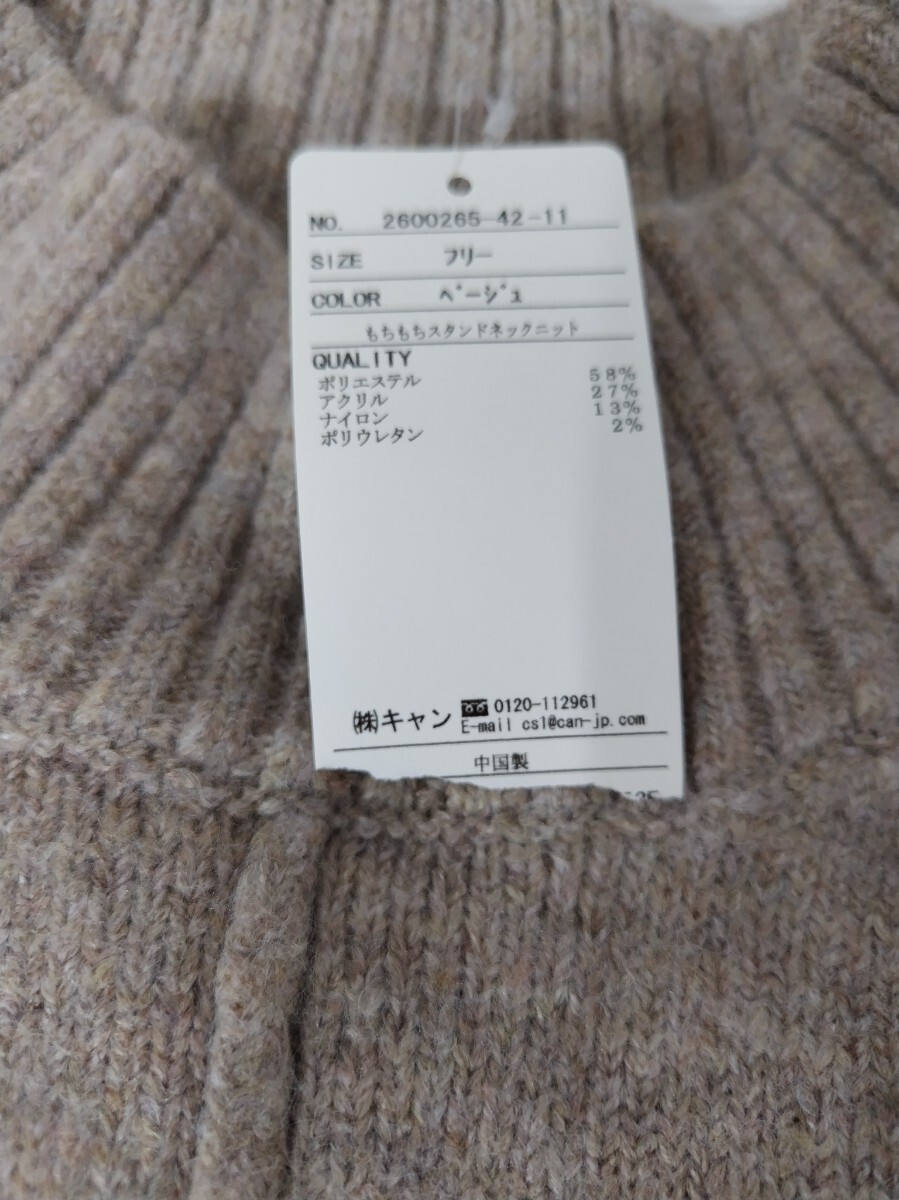 NO. 2600265-42-11
SIZE フリー
COLOR ベージュ
もちもちスタンドネックニット
QUALITY
ポリエステル 58%
アクリル 27%
ナイロン 13%
ポリウレタン 2%
㈱キャン 0120-112961
E-mail cs1@can-jp.com
中国製